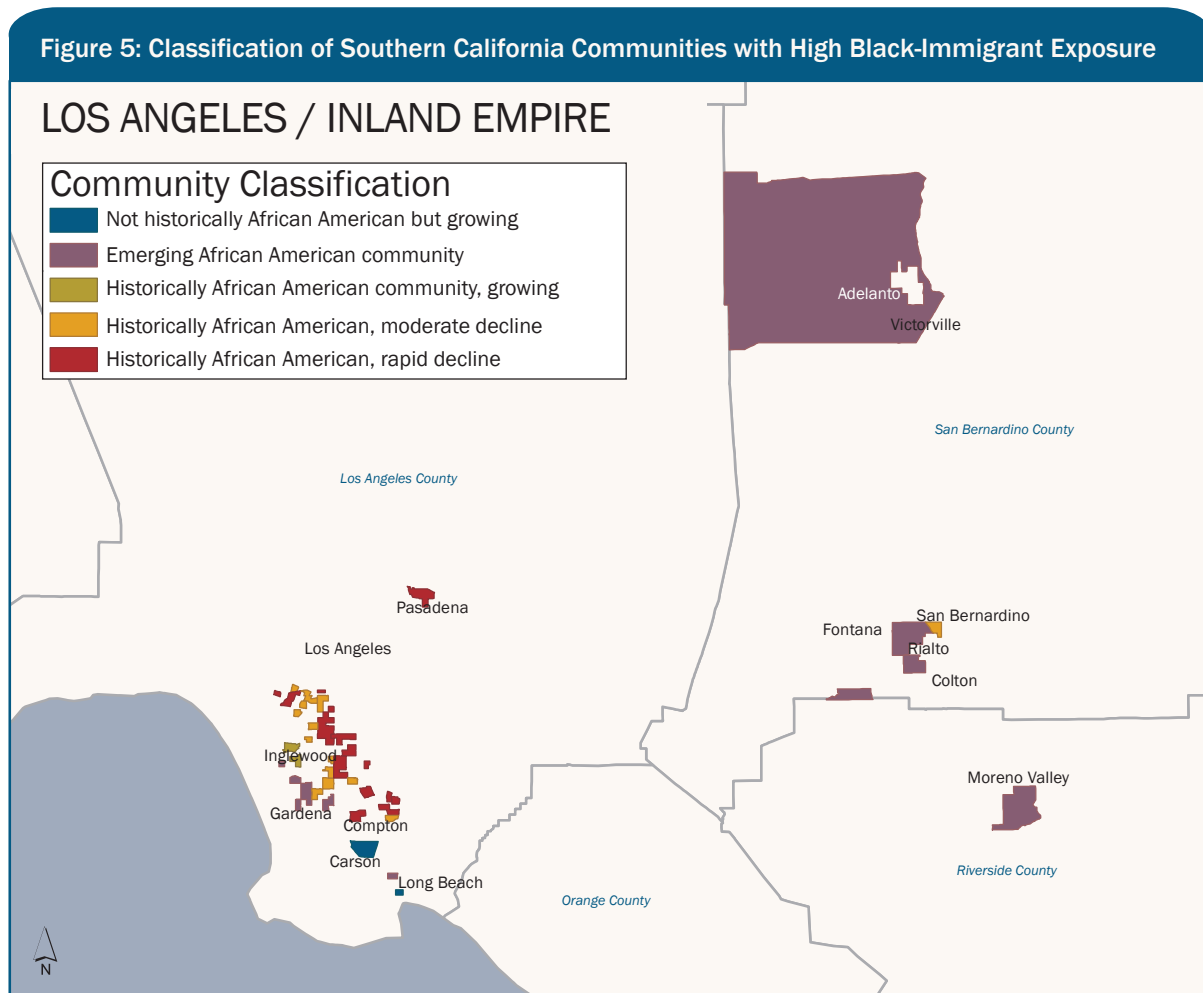 Figure 5: Classification of Southern California Communities with High Black-Immigrant Exposure
LOS ANGELES / INLAND EMPIRE
Community Classification
Not historically African American but growing
Emerging African American community
Historically African American community, growing
Historically African American, moderate decline
Historically African American, rapid decline
Adelanto
Victorville
San Bernardino County
Los Angeles County
Pasadena
San Bernardino
Fontana
Los Angeles
Rialto
Colton
Inglewood
Moreno Valley
Gardena
Compton
Carson
Riverside County
Long Beach
Orange County
N